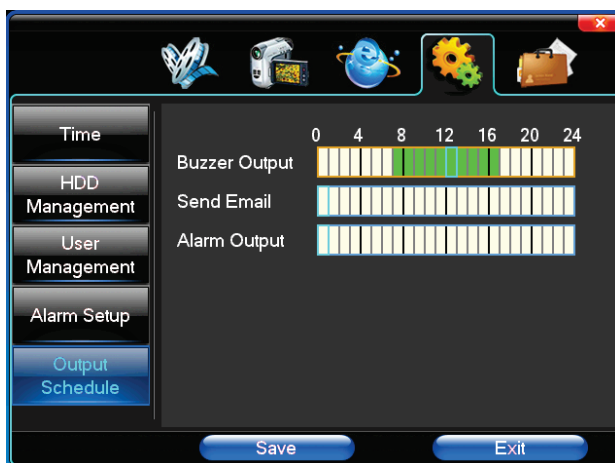 Time
HDD
Management
User
Management
Alarm Setup
Output
Schedule
0 4 8 12 16 20 24
Buzzer Output
Send Email
Alarm Output
Save
Exit